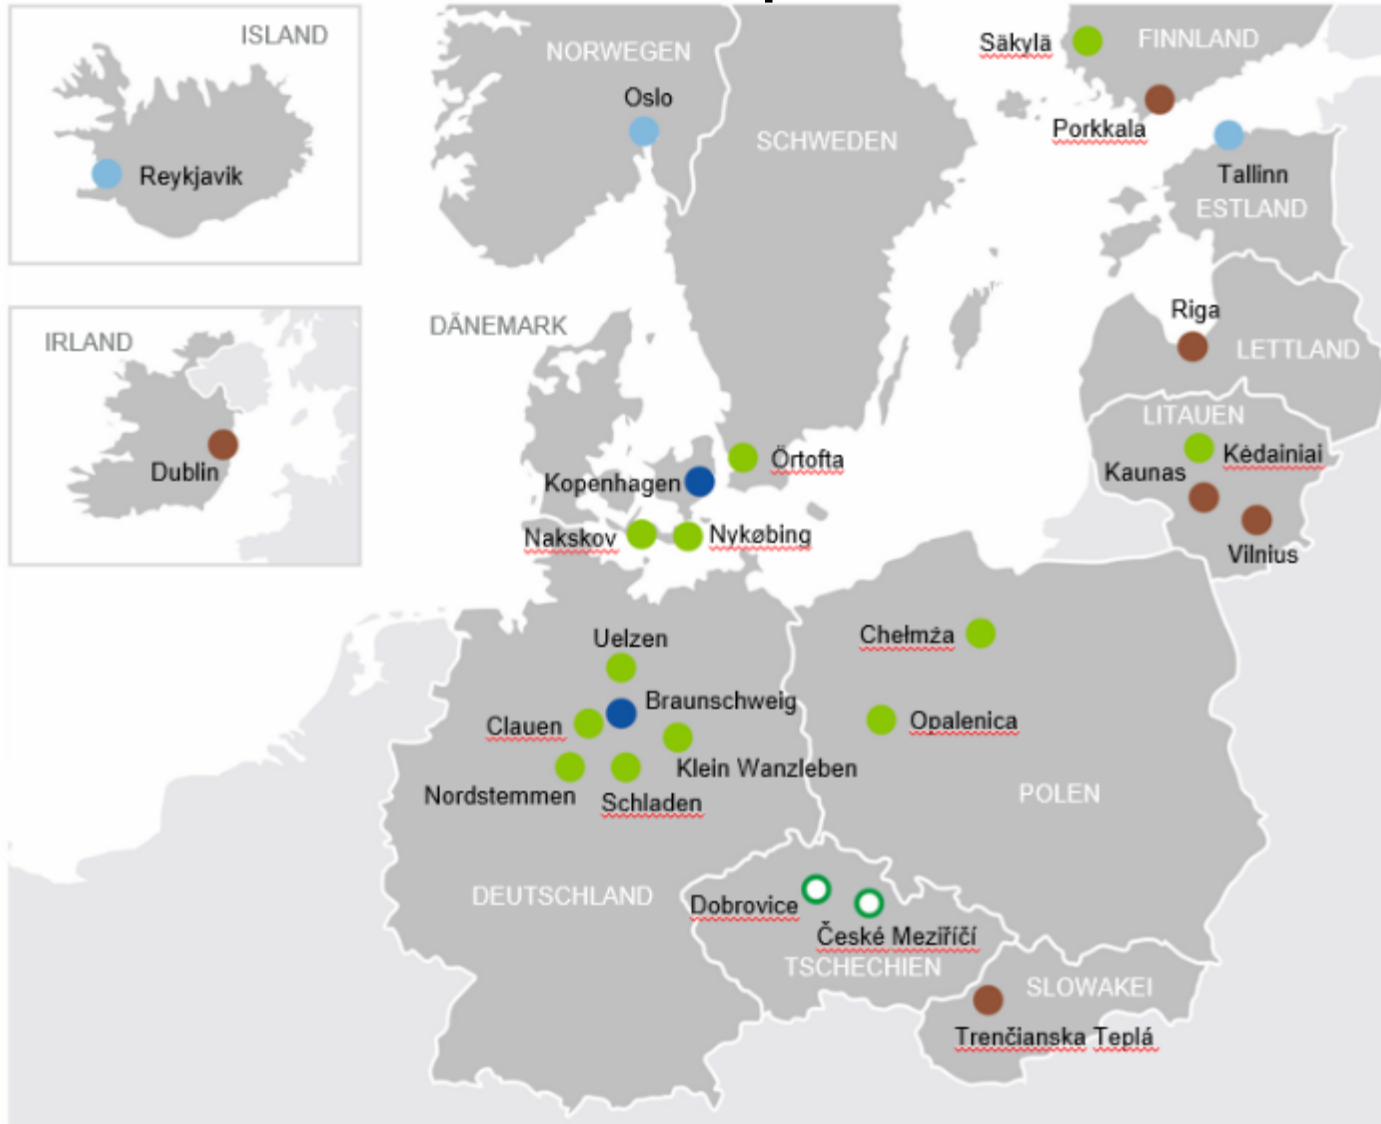 ISLAND
Reykjavik
NORWEGEN
Oslo
SCHWEDEN
Säkylä
FINNLAND
Porkkala
Tallinn
ESTLAND
IRLAND
Dublin
DÄNEMARK
Riga
LETTLAND
LITAUEN
Kėdainiai
Kaunas
Vilnius
Örtofta
Kopenhagen
Nakskov
Nykøbing
Uelzen
Braunschweig
Clauen
Klein Wanzleben
Nordstemmen
Schladen
Chełmża
Opalenica
POLEN
DEUTSCHLAND
Dobrovice
České Meziříčí
TSCHECHIEN
SLOWAKEI
Trenčianska Teplá